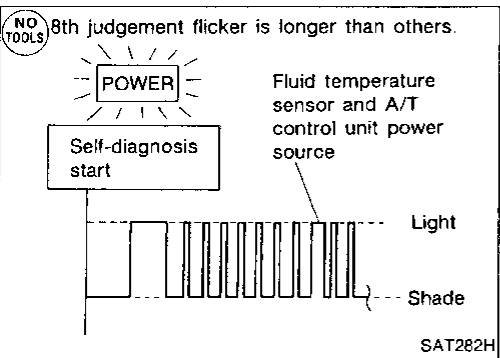 NO TOOLS
8th judgement flicker is longer than others.
POWER
Self-diagnosis
start
Fluid temperature
sensor and A/T
control unit power
source
Light
Shade
SAT282H